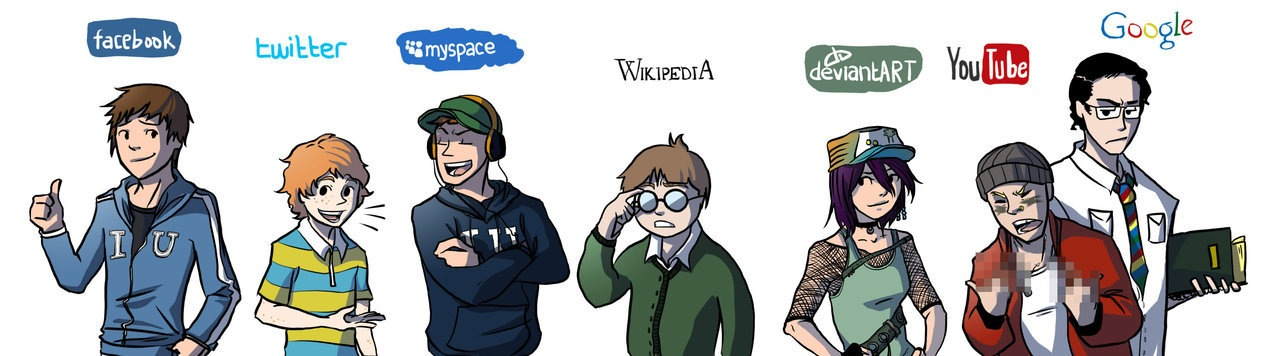 facebook
twitter
myspace
WIKIPEDIA
deviantART
YouTube
Google
I U